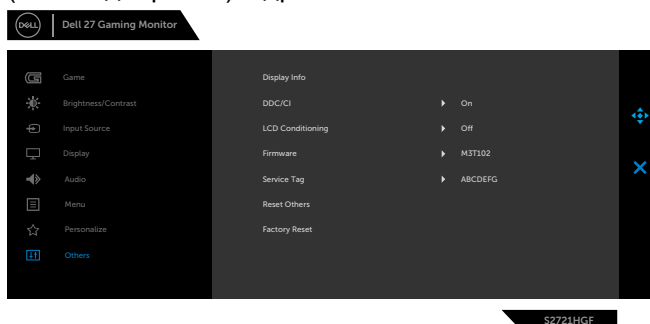 DELL
Dell 27 Gaming Monitor
Game
Display Info
Brightness/Contrast
DDC/CI
On
Input Source
LCD Conditioning
Off
Display
Firmware
M3T102
Audio
Service Tag
ABCDEFG
Menu
Reset Others
Personalize
Factory Reset
Others
S2721HGF